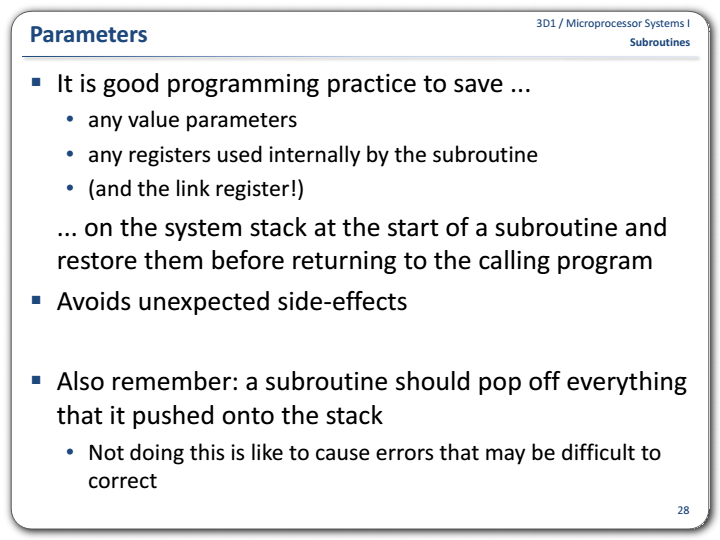 Parameters
3D1 / Microprocessor Systems I
Subroutines
It is good programming practice to save ...
any value parameters
any registers used internally by the subroutine
(and the link register!)
... on the system stack at the start of a subroutine and
restore them before returning to the calling program
Avoids unexpected side-effects
Also remember: a subroutine should pop off everything
that it pushed onto the stack
Not doing this is like to cause errors that may be difficult to
correct
28